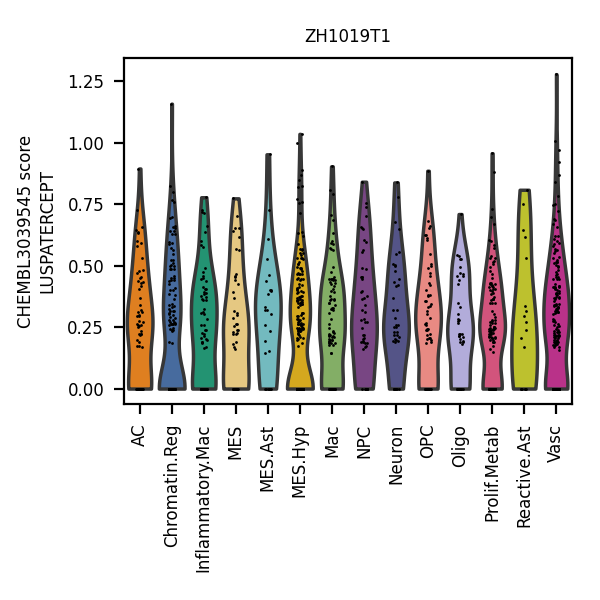 ZH1019T1
CHEMBL3039545 score
LUSPATERCEPT
1.25
1.00
0.75
0.50
0.25
0.00
AC
Chromatin.Reg
Inflammatory.Mac
MES
MES.Ast
MES.Hyp
Mac
NPC
Neuron
OPC
Oligo
Prolif.Metab
Reactive.Ast
Vasc